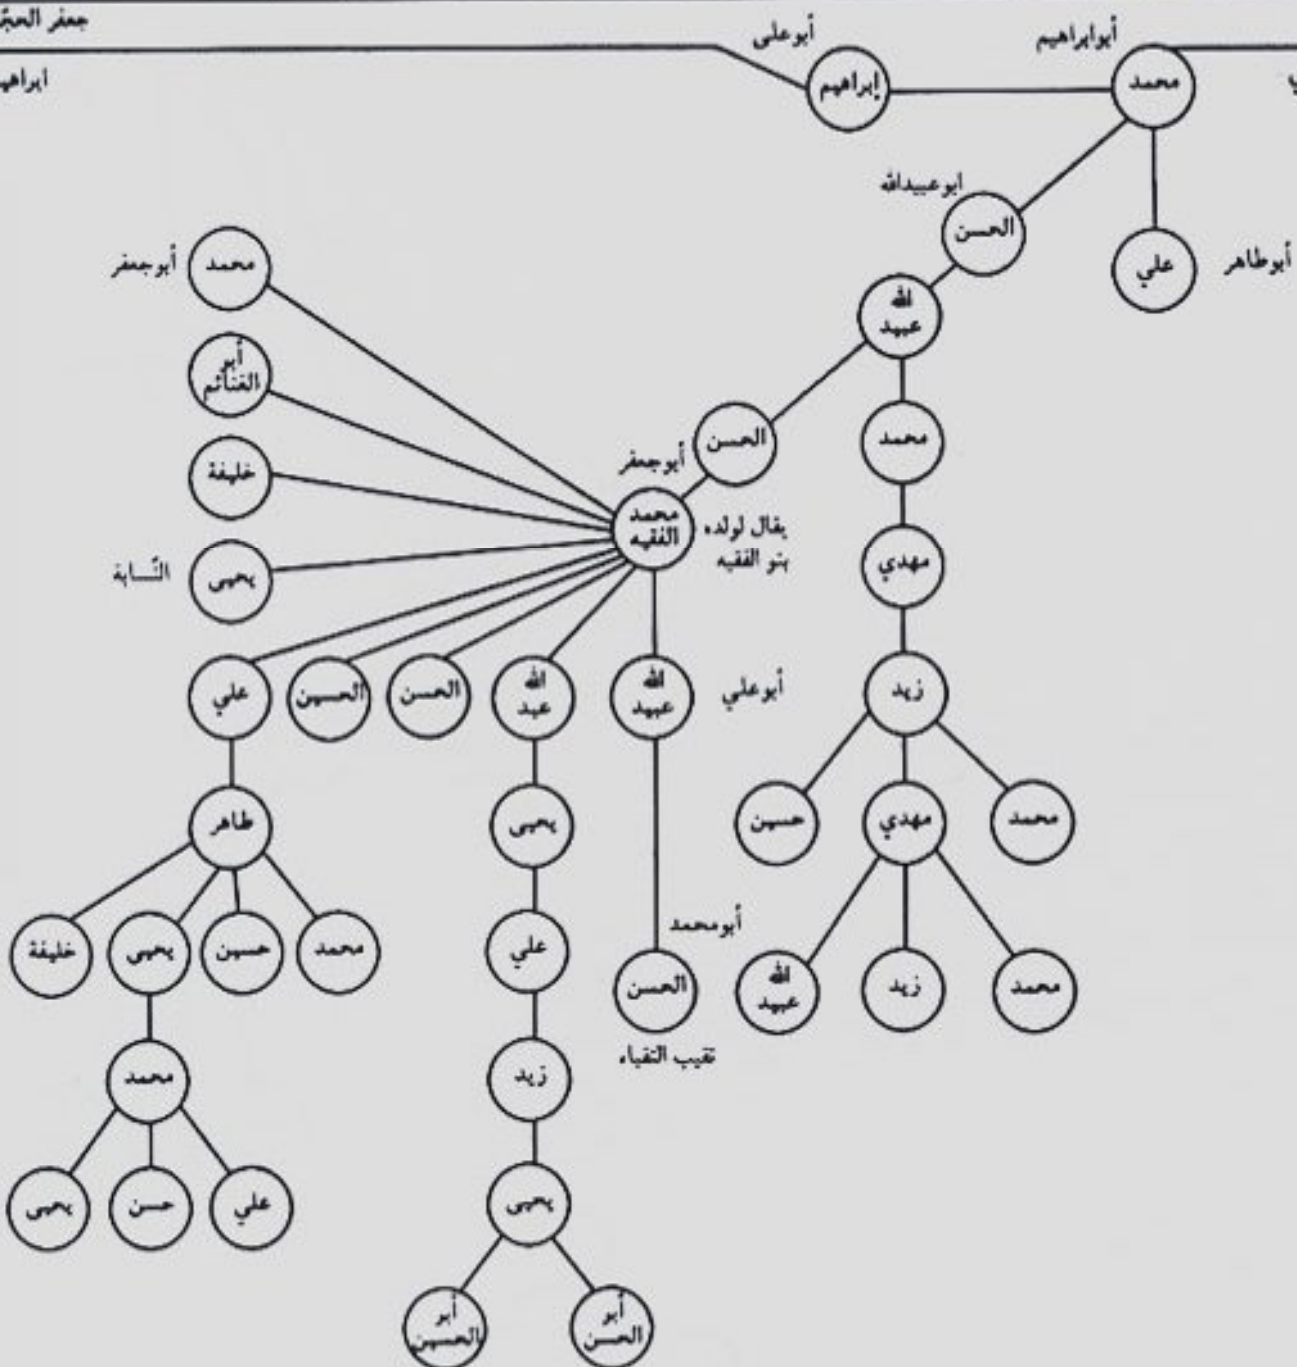 جعفر
أبوابراهيم
أبوعلى
محمد
إبراهيم
ابوعبيدالله
الحسن
أبوطاهر
علي
الله
عبيد
أبوجعفر
محمد
أبو
الغنائم
خليفة
النّسابة
يحيى
الحسن
محمد
أبوجعفر
محمد
الفقيه
يقال لولده
بنو الفقيه
مهدي
أبوعلي
زيد
الله
عبيد
الله
عبد
الحسن
الحسين
علي
محمد
مهدي
حسين
يحيى
طاهر
أبومحمد
محمد
زيد
الله
عبيد
الحسن
نقيب النقباء
علي
محمد
حسين
يحيى
خليفة
زيد
محمد
يحيى
علي
حسن
يحيى
أبو
الحسن
أبو
الحسين